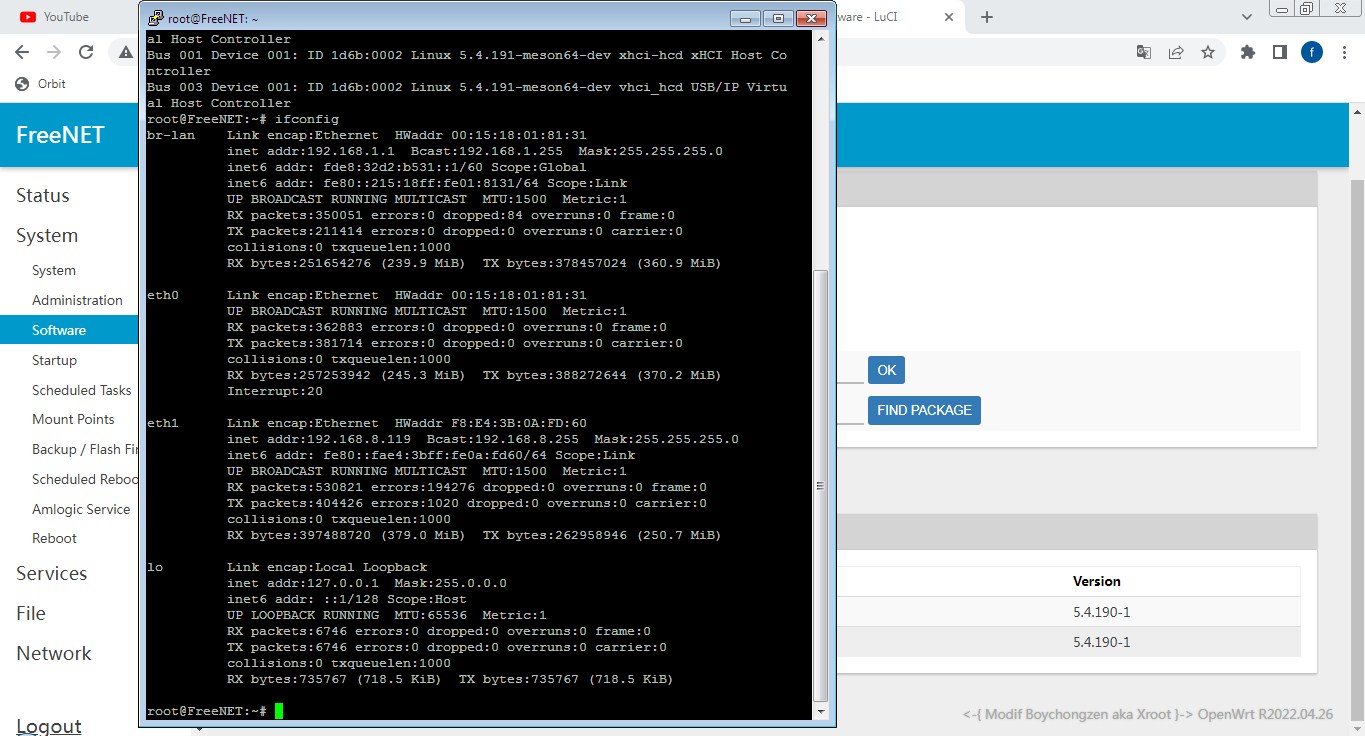 YouTube
root@FreeNET: ~
ware - LuCI
Orbit
f
FreeNET
Status
System
System
Administration
Software
Startup
Scheduled Tasks
Mount Points
Backup / Flash Fir
Scheduled Reboo
Amlogic Service
Reboot
Services
File
Network
Logout
al Host Controller
Bus 001 Device 001: ID 1d6b:0002 Linux 5.4.191-meson64-dev xhci-hcd xHCI Host Co
ntroller
Bus 003 Device 001: ID 1d6b:0002 Linux 5.4.191-meson64-dev vhci_hcd USB/IP Virtu
al Host Controller
root@FreeNET:~# ifconfig
br-lan    Link encap:Ethernet  HWaddr 00:15:18:01:81:31
          inet addr:192.168.1.1  Bcast:192.168.1.255  Mask:255.255.255.0
          inet6 addr: fde8:32d2:b531::1/60 Scope:Global
          inet6 addr: fe80::215:18ff:fe01:8131/64 Scope:Link
          UP BROADCAST RUNNING MULTICAST  MTU:1500  Metric:1
          RX packets:350051 errors:0 dropped:84 overruns:0 frame:0
          TX packets:211414 errors:0 dropped:0 overruns:0 carrier:0
          collisions:0 txqueuelen:1000
          RX bytes:251654276 (239.9 MiB)  TX bytes:378457024 (360.9 MiB)
eth0      Link encap:Ethernet  HWaddr 00:15:18:01:81:31
          UP BROADCAST RUNNING MULTICAST  MTU:1500  Metric:1
          RX packets:362883 errors:0 dropped:0 overruns:0 frame:0
          TX packets:381714 errors:0 dropped:0 overruns:0 carrier:0
          collisions:0 txqueuelen:1000
          RX bytes:257253942 (245.3 MiB)  TX bytes:388272644 (370.2 MiB)
          Interrupt:20
eth1      Link encap:Ethernet  HWaddr F8:E4:3B:0A:FD:60
          inet addr:192.168.8.119  Bcast:192.168.8.255  Mask:255.255.255.0
          inet6 addr: fe80::fae4:3bff:fe0a:fd60/64 Scope:Link
          UP BROADCAST RUNNING MULTICAST  MTU:1500  Metric:1
          RX packets:530821 errors:194276 dropped:0 overruns:0 frame:0
          TX packets:404426 errors:1020 dropped:0 overruns:0 carrier:0
          collisions:0 txqueuelen:1000
          RX bytes:397488720 (379.0 MiB)  TX bytes:262958946 (250.7 MiB)
lo        Link encap:Local Loopback
          inet addr:127.0.0.1  Mask:255.0.0.0
          inet6 addr: ::1/128 Scope:Host
          UP LOOPBACK RUNNING  MTU:65536  Metric:1
          RX packets:6746 errors:0 dropped:0 overruns:0 frame:0
          TX packets:6746 errors:0 dropped:0 overruns:0 carrier:0
          collisions:0 txqueuelen:1000
          RX bytes:735767 (718.5 KiB)  TX bytes:735767 (718.5 KiB)
root@FreeNET:~#
OK
FIND PACKAGE
Version
5.4.190-1
5.4.190-1
<-{ Modif Boychongzen aka Xroot }-> OpenWrt R2022.04.26